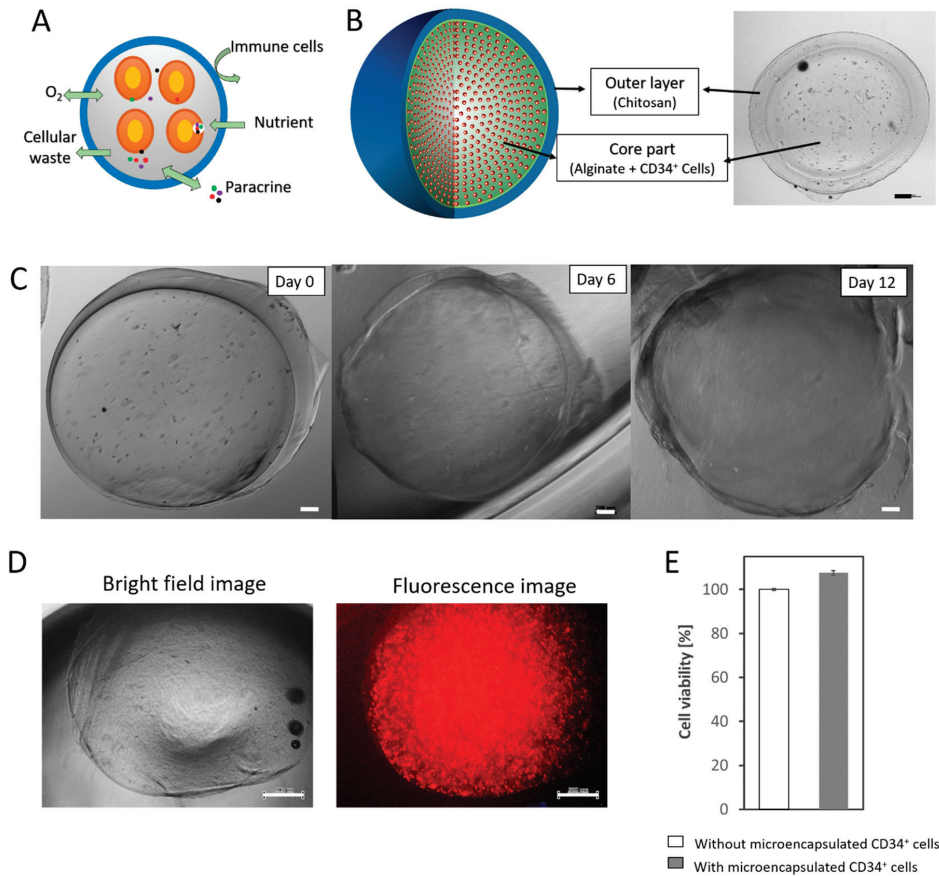 A
Immune cells
O₂
Cellular
waste
Nutrient
Paracrine
B
Outer layer
(Chitosan)
Core part
(Alginate + CD34⁺ Cells)
C
Day 0
Day 6
Day 12
D
Bright field image
Fluorescence image
E
Cell viability [%]
100
80
60
40
20
0
Without microencapsulated CD34⁺ cells
With microencapsulated CD34⁺ cells